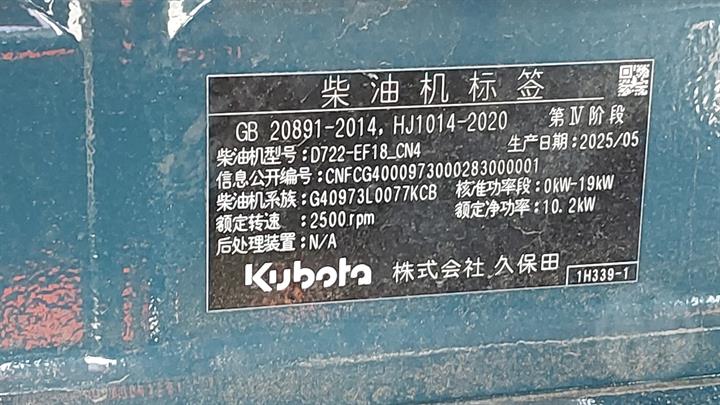 柴油机标签
GB 20891-2014, HJ1014-2020 第Ⅳ阶段
柴油机型号: D722-EF18_CN4 生产日期: 2025/05
信息公开编号: CNFCG40009730002830000​01
柴油机系族: G40973L0077KCB 核准功率段: 0kW-19kW
额定转速 : 2500rpm 额定净功率: 10.2kW
后处理装置: N/A
Kubota 株式会社 久保田
1H339-1